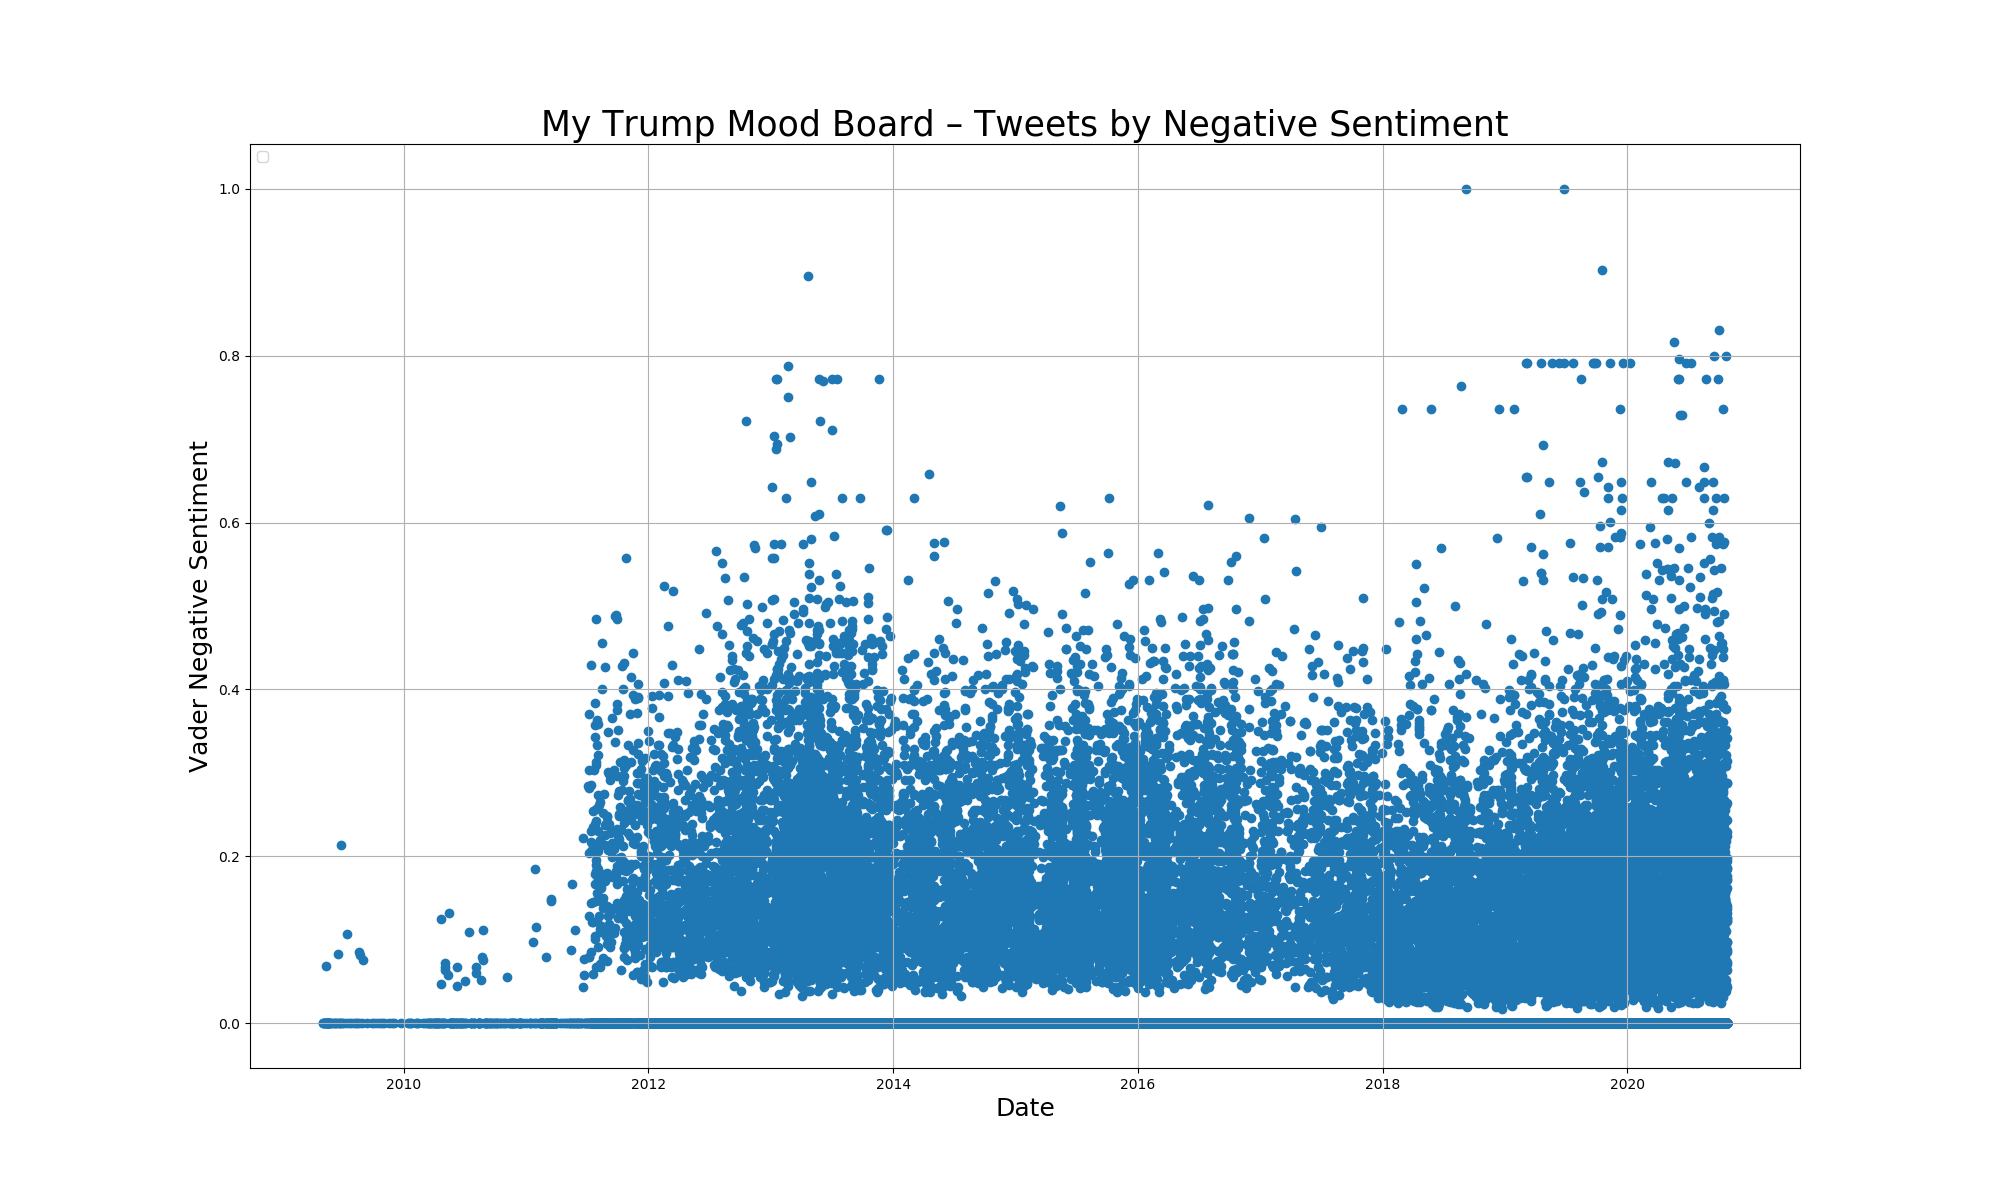 My Trump Mood Board – Tweets by Negative Sentiment
Vader Negative Sentiment
1.0
0.8
0.6
0.4
0.2
0.0
2010 2012 2014 2016 2018 2020
Date